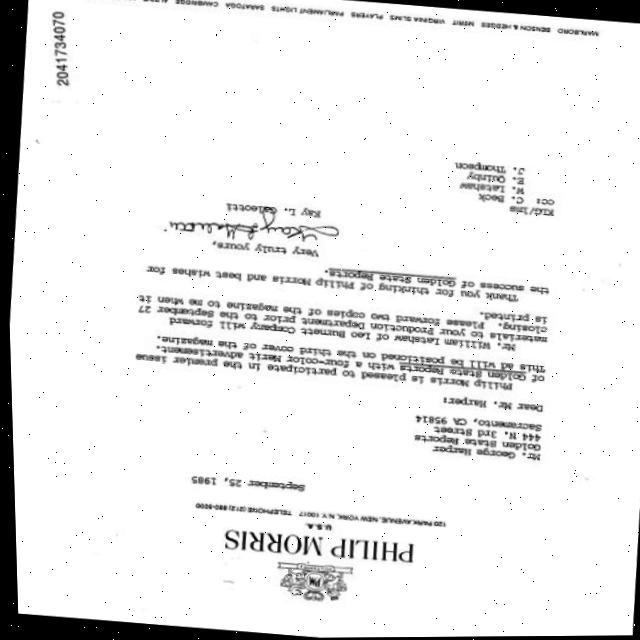 PM
PHILIP MORRIS
U.S.A.
120 PARK AVENUE, NEW YORK, N.Y. 10017 TELEPHONE (212) 880-5000
September 25, 1985
Mr. George Harper
Golden State Reports
444 N. 3rd Street
Sacramento, CA 95814
Dear Mr. Harper:
Philip Morris is pleased to participate in the premier issue
of Golden State Reports with a four-color Merit advertisement.
This ad will be positioned on the third cover of the magazine.
Mr. William Latshaw of Leo Burnett Company will forward
materials to your Production Department prior to the September 27
closing. Please forward two copies of the magazine to me when it
is printed.
Thank you for thinking of Philip Morris and best wishes for
the success of Golden State Reports.
Very truly yours,
Kay L. Galeotti
Kay L. Galeotti
KLG/nis
cc: C. Beck
W. Latshaw
E. Quinby
J. Thompson
2041734070
MARLBORO BENSON & HEDGES MERIT VIRGINIA SLIMS PLAYERS PARLIAMENT LIGHTS SARATOGA CAMBRIDGE